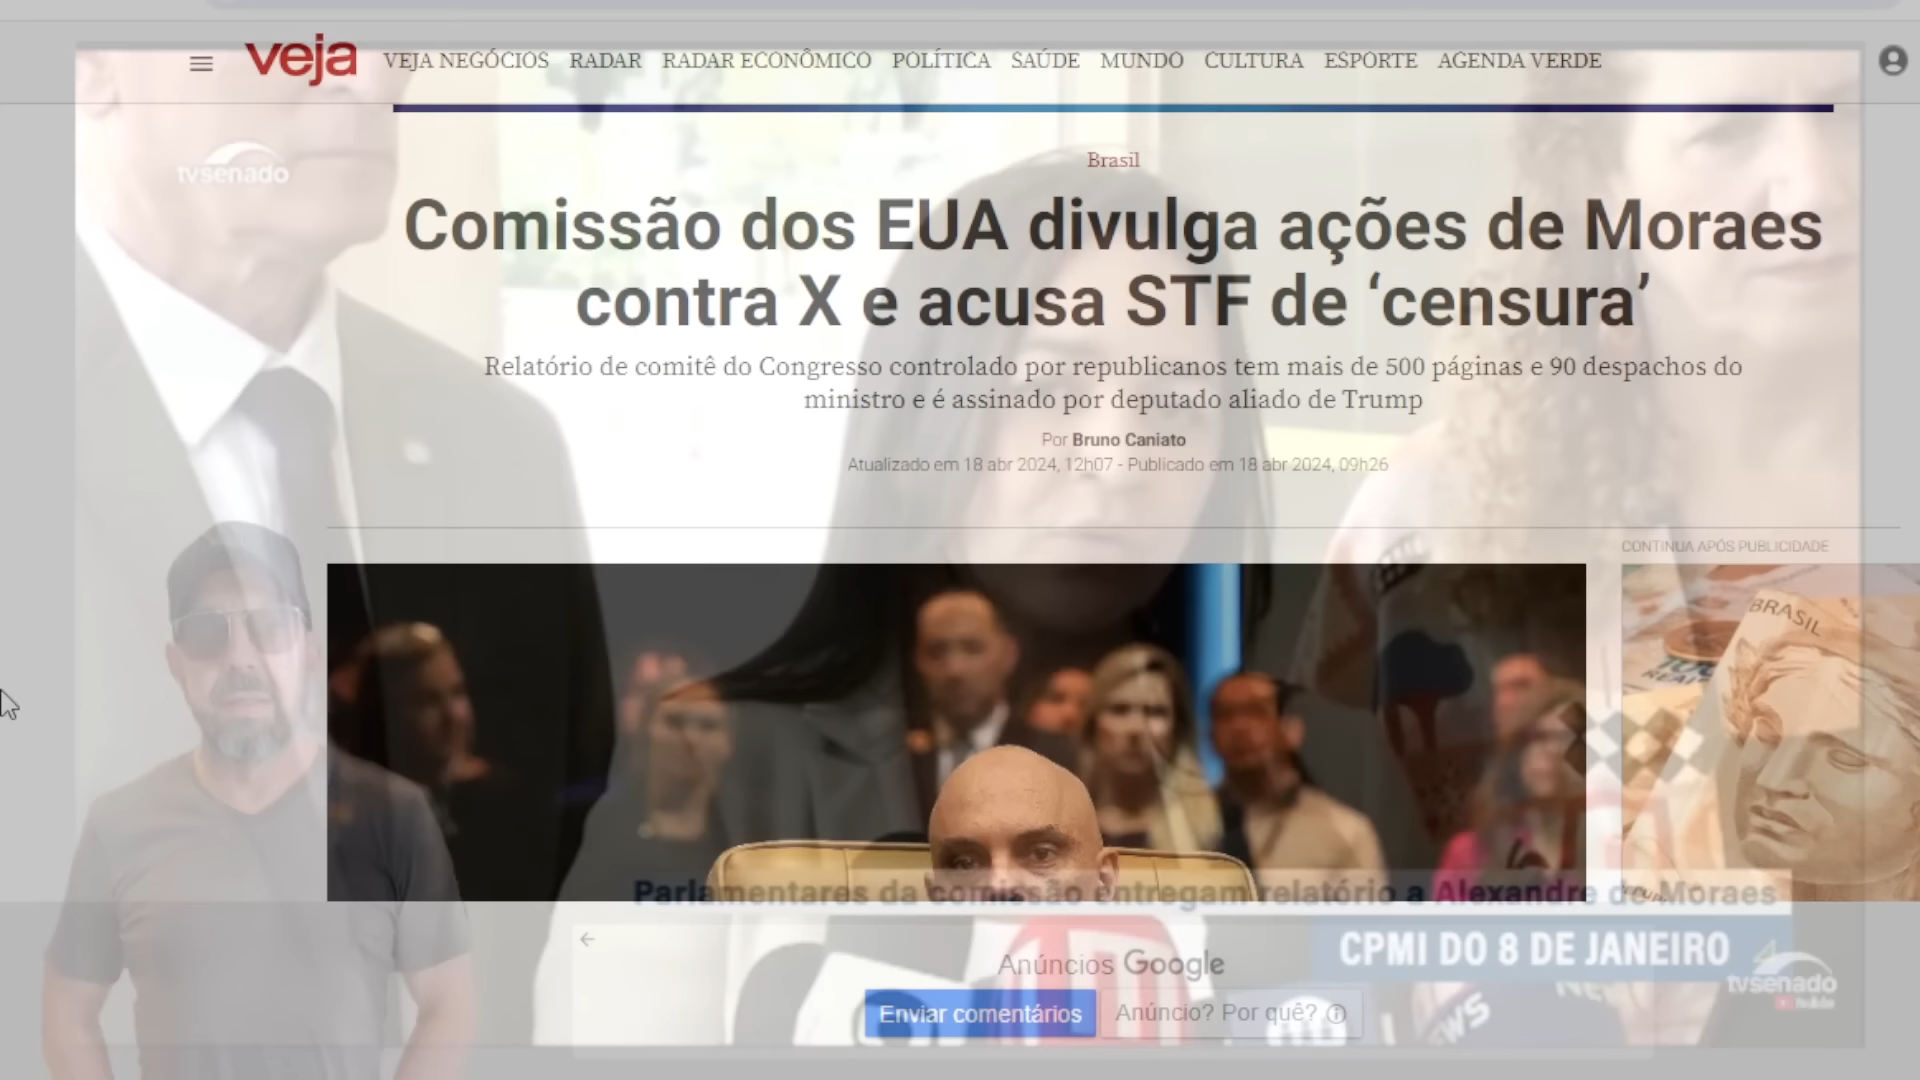 veja VEJA NEGÓCIOS RADAR RADAR ECONÔMICO POLÍTICA SAÚDE MUNDO CULTURA ESPORTE AGENDA VERDE
tvsenado
Brasil
Comissão dos EUA divulga ações de Moraes
contra X e acusa STF de ‘censura’
Relatório de comitê do Congresso controlado por republicanos tem mais de 500 páginas e 90 despachos do
ministro e é assinado por deputado aliado de Trump
Por Bruno Caniato
Atualizado em 18 abr 2024, 12h07 - Publicado em 18 abr 2024, 09h26
CONTINUA APÓS PUBLICIDADE
BRASIL
Parlamentares da comissão entregam relatório a Alexandre de Moraes
CPMI DO 8 DE JANEIRO
tvsenado
Anúncios Google
Enviar comentários
Anúncio? Por quê?